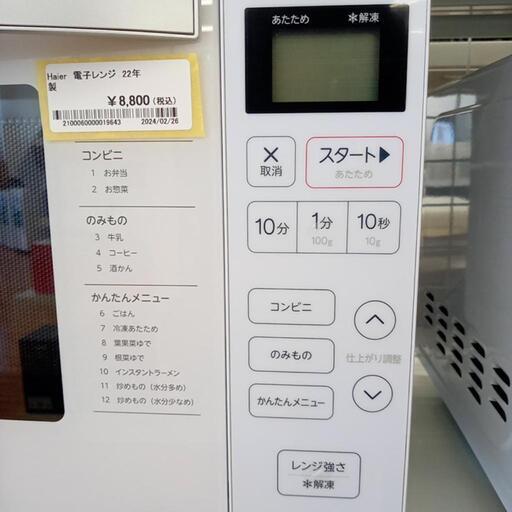 Haier 電子レンジ 22年
製
￥8,800(税込)
2100060000019643 2024/02/26
コンビニ
1 お弁当
2 お惣菜
のみもの
3 牛乳
4 コーヒー
5 酒かん
かんたんメニュー
6 ごはん
7 冷凍あたため
8 葉果菜ゆで
9 根菜ゆで
10 インスタントラーメン
11 炒めもの（水分多め）
12 炒めもの（水分少なめ）
あたため ✻解凍
× 取消
スタート▶
あたため
10分 1分 10秒
100g 10g
コンビニ
のみもの
仕上がり調整
かんたんメニュー
レンジ強さ
✻解凍